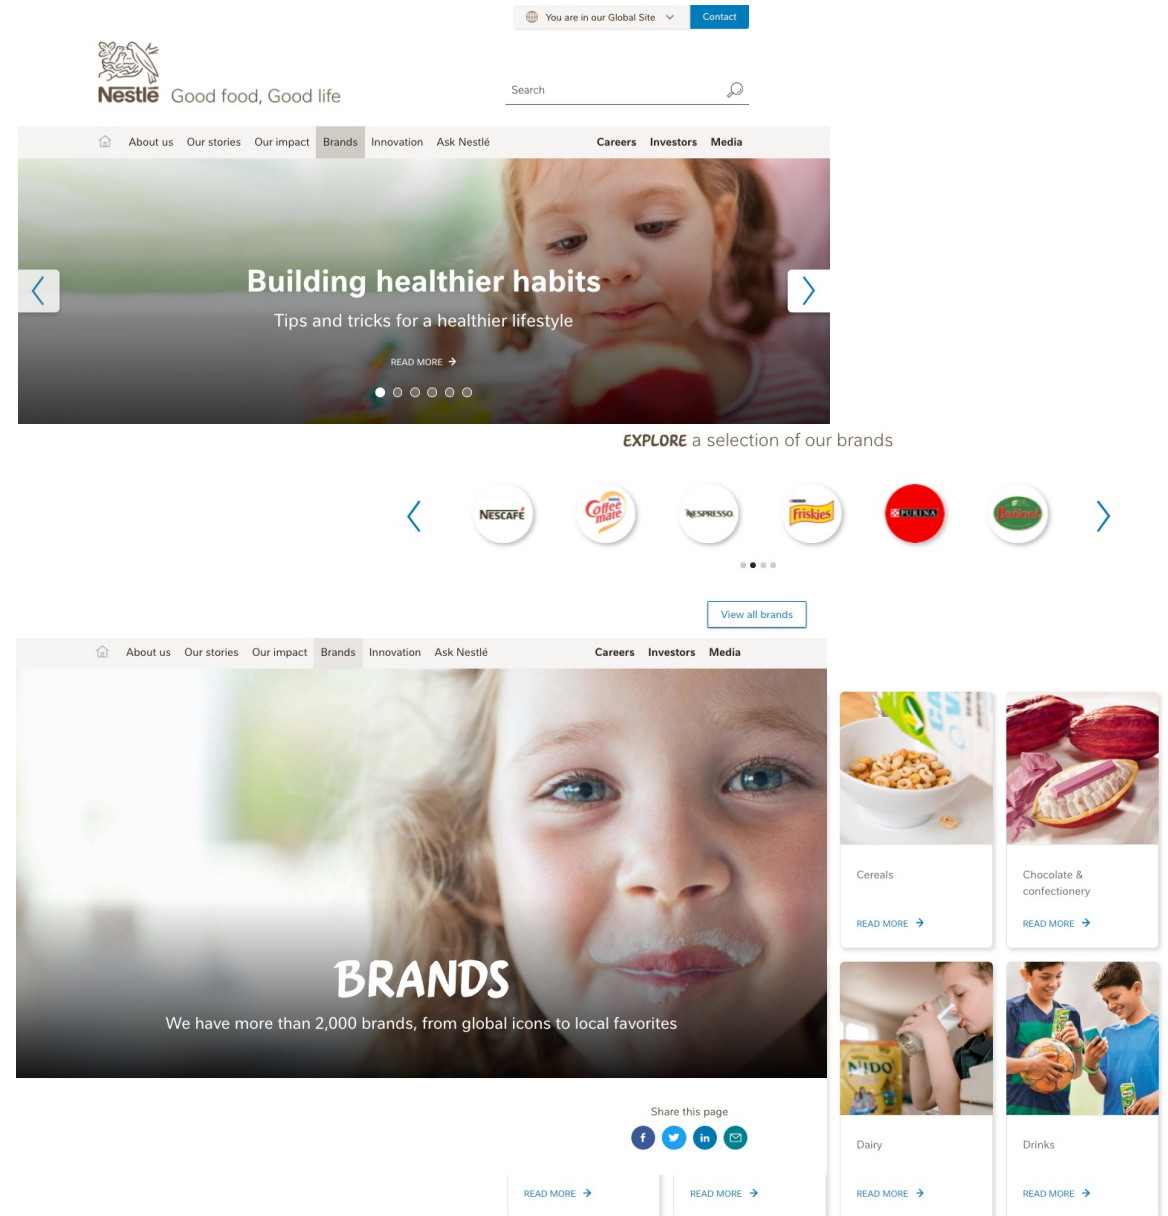 You are in our Global Site
Contact
Nestlé
Good food, Good life
Search
About us Our stories Our impact Brands Innovation Ask Nestlé Careers Investors Media
Building healthier habits
Tips and tricks for a healthier lifestyle
READ MORE
EXPLORE a selection of our brands
NESCAFÉ
Coffee mate
NESPRESSO
Friskies
PURINA
Buitoni
View all brands
About us Our stories Our impact Brands Innovation Ask Nestlé Careers Investors Media
BRANDS
We have more than 2,000 brands, from global icons to local favorites
Cereals
READ MORE
Chocolate &
confectionery
READ MORE
NIDO
Share this page
Dairy
Drinks
READ MORE
READ MORE
READ MORE
READ MORE